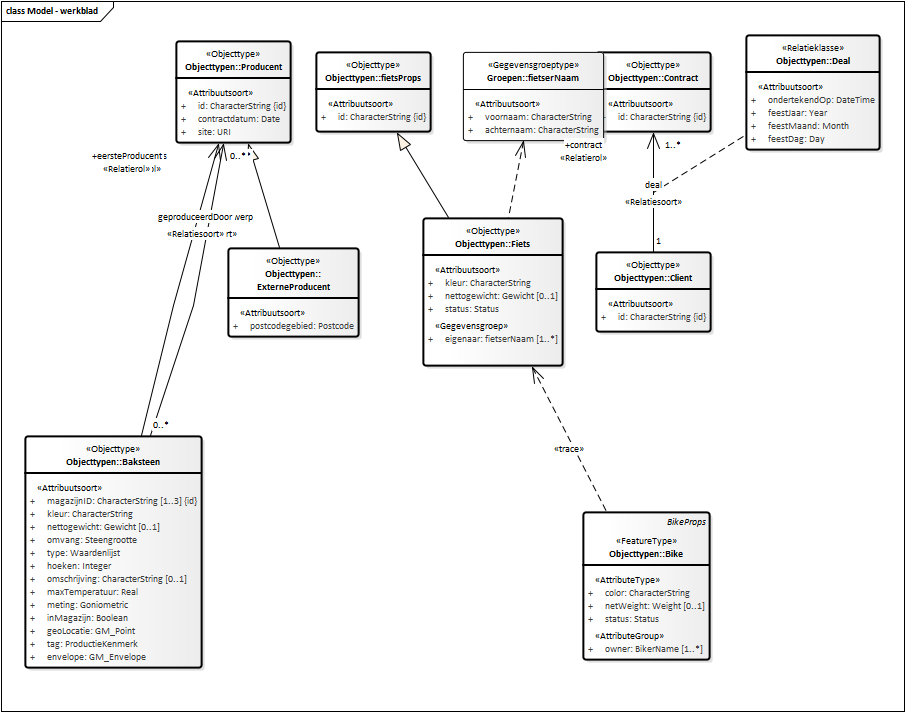 class Model - werkblad
«Objecttype»
Objecttypen::Producent
«Attribuutsoort»
+ id: CharacterString {id}
+ contractdatum: Date
+ site: URI
«Objecttype»
Objecttypen::fietsProps
«Attribuutsoort»
+ id: CharacterString {id}
«Gegevensgroeptype»
Groepen::fietserNaam
«Attribuutsoort»
+ voornaam: CharacterString
+ achternaam: CharacterString
«Objecttype»
Objecttypen::Contract
«Attribuutsoort»
id: CharacterString {id}
«Relatieklasse»
Objecttypen::Deal
«Attribuutsoort»
+ ondertekendOp: DateTime
+ feestJaar: Year
+ feestMaand: Month
+ feestDag: Day
+eersteProducent
«Relatierol»
0..*
+contract
«Relatierol»
1..*
deal
«Relatiesoort»
1
geproduceerdDoor
«Relatiesoort»
«Objecttype»
Objecttypen::
ExterneProducent
«Attribuutsoort»
+ postcodegebied: Postcode
«Objecttype»
Objecttypen::Fiets
«Attribuutsoort»
+ kleur: CharacterString
+ nettogewicht: Gewicht [0..1]
+ status: Status
«Gegevensgroep»
+ eigenaar: fietserNaam [1..*]
«Objecttype»
Objecttypen::Client
«Attribuutsoort»
+ id: CharacterString {id}
0..*
«trace»
«Objecttype»
Objecttypen::Baksteen
«Attribuutsoort»
+ magazijnID: CharacterString [1..3] {id}
+ kleur: CharacterString
+ nettogewicht: Gewicht [0..1]
+ omvang: Steengrootte
+ type: Waardenlijst
+ hoeken: Integer
+ omschrijving: CharacterString [0..1]
+ maxTemperatuur: Real
+ meting: Goniometric
+ inMagazijn: Boolean
+ geoLocatie: GM_Point
+ tag: ProductieKenmerk
+ envelope: GM_Envelope
BikeProps
«FeatureType»
Objecttypen::Bike
«AttributeType»
+ color: CharacterString
+ netWeight: Weight [0..1]
+ status: Status
«AttributeGroup»
+ owner: BikerName [1..*]